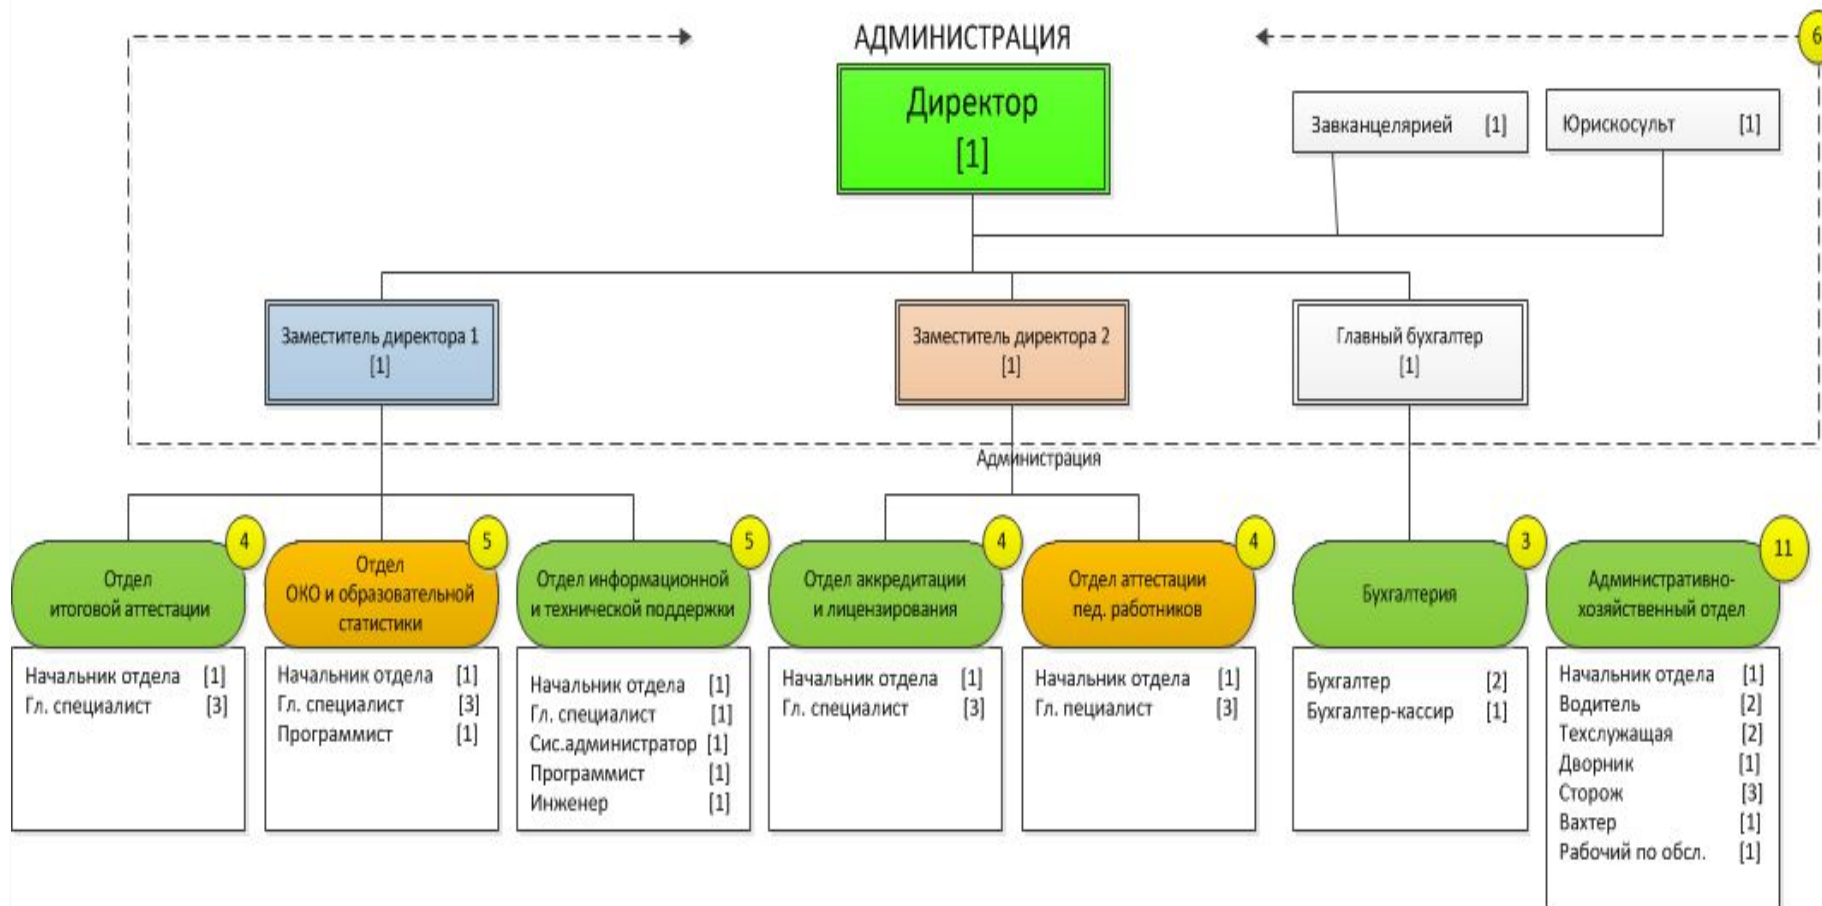 АДМИНИСТРАЦИЯ
6
Директор
[1]
Завканцелярией [1]
Юрискосульт [1]
Заместитель директора 1
[1]
Заместитель директора 2
[1]
Главный бухгалтер
[1]
Администрация
4
Отдел
итоговой аттестации
Начальник отдела [1]
Гл. специалист [3]
5
Отдел
ОКО и образовательной
статистики
Начальник отдела [1]
Гл. специалист [3]
Программист [1]
5
Отдел информационной
и технической поддержки
Начальник отдела [1]
Гл. специалист [1]
Сис.администратор [1]
Программист [1]
Инженер [1]
4
Отдел аккредитации
и лицензирования
Начальник отдела [1]
Гл. специалист [3]
4
Отдел аттестации
пед. работников
Начальник отдела [1]
Гл. пециалист [3]
3
Бухгалтерия
Бухгалтер [2]
Бухгалтер-кассир [1]
11
Административно-
хозяйственный отдел
Начальник отдела [1]
Водитель [2]
Техслужащая [2]
Дворник [1]
Сторож [3]
Вахтер [1]
Рабочий по обсл. [1]